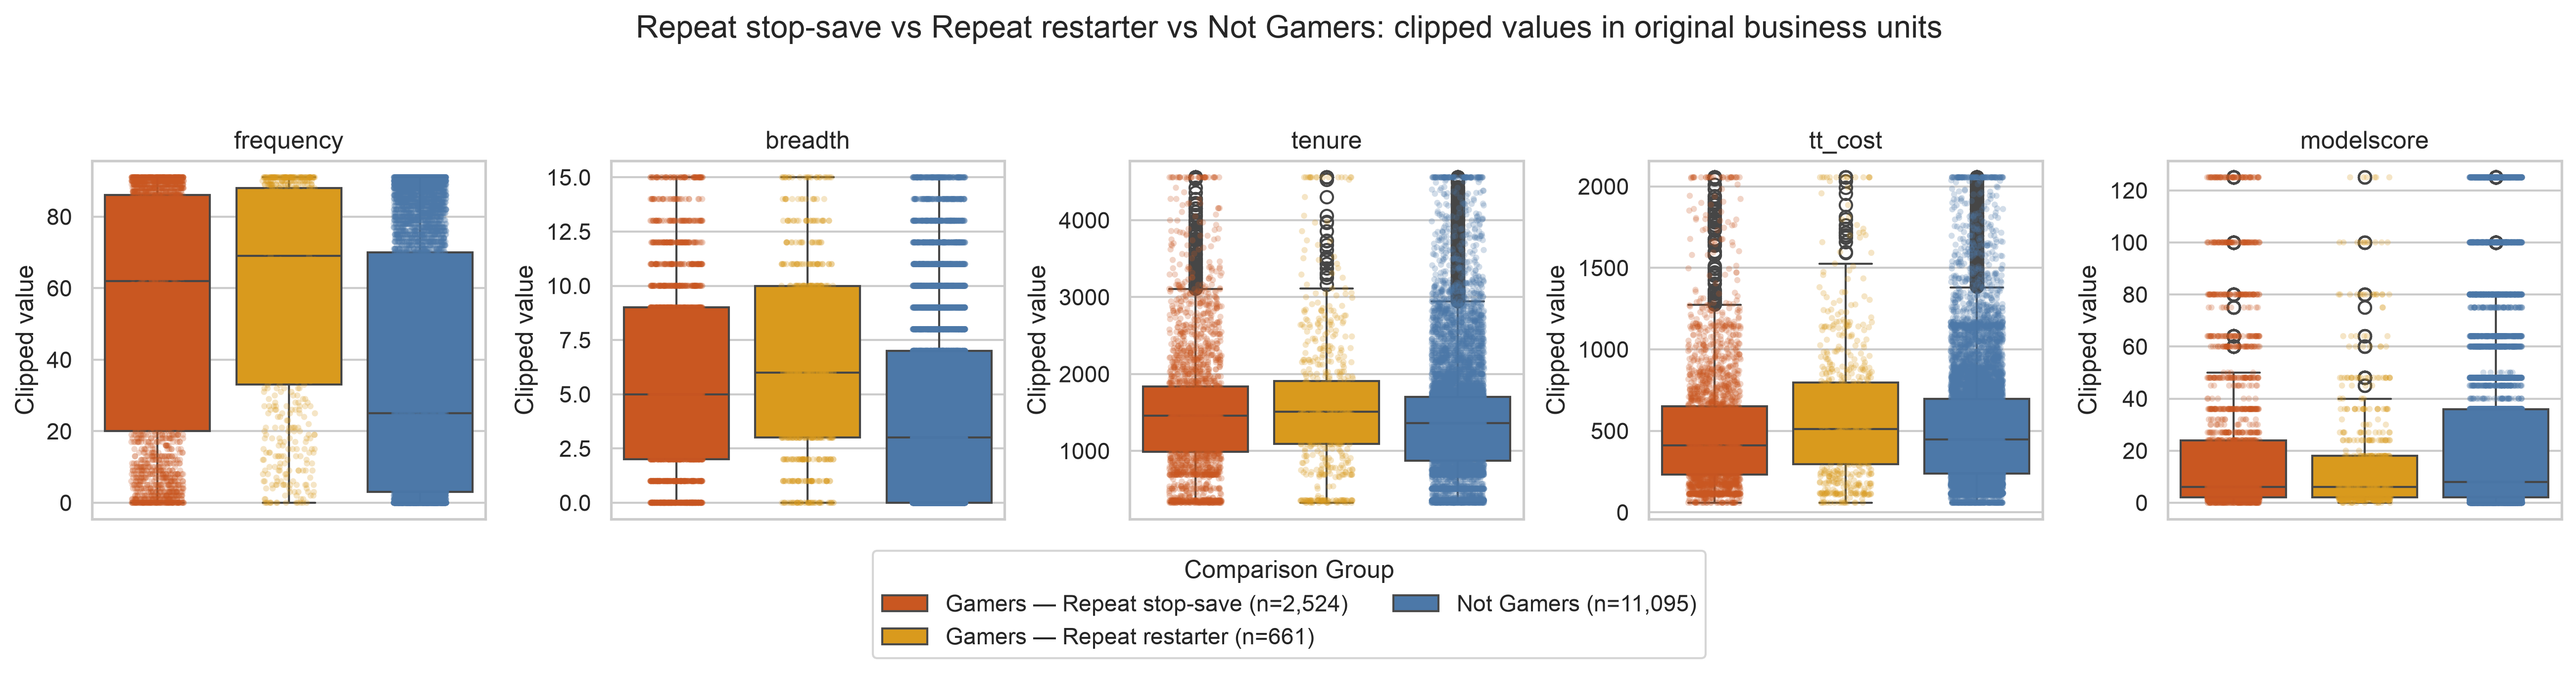 Repeat stop-save vs Repeat restarter vs Not Gamers: clipped values in original business units
frequency
Clipped value
80
60
40
20
0
breadth
Clipped value
15.0
12.5
10.0
7.5
5.0
2.5
0.0
tenure
Clipped value
4000
3000
2000
1000
tt_cost
Clipped value
2000
1500
1000
500
0
modelscore
Clipped value
120
100
80
60
40
20
0
Comparison Group
Gamers — Repeat stop-save (n=2,524)
Gamers — Repeat restarter (n=661)
Not Gamers (n=11,095)